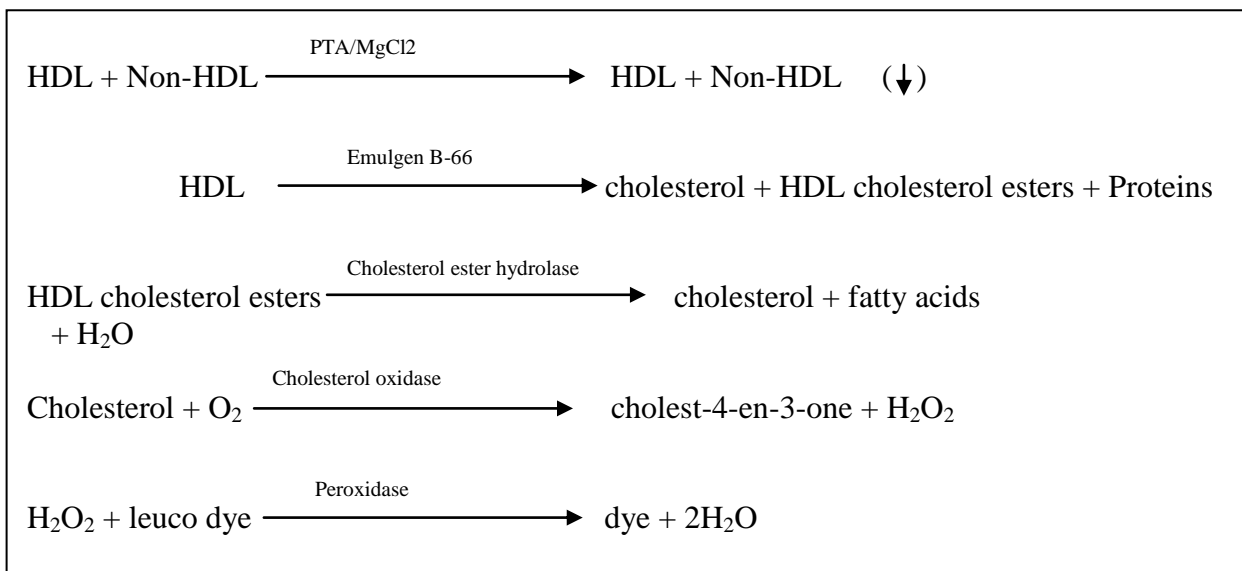 PTA/MgCl2
HDL + Non-HDL HDL + Non-HDL (↓)
Emulgen B-66
HDL cholesterol + HDL cholesterol esters + Proteins
Cholesterol ester hydrolase
HDL cholesterol esters cholesterol + fatty acids
+ H₂O
Cholesterol oxidase
Cholesterol + O₂ cholest-4-en-3-one + H₂O₂
Peroxidase
H₂O₂ + leuco dye dye + 2H₂O